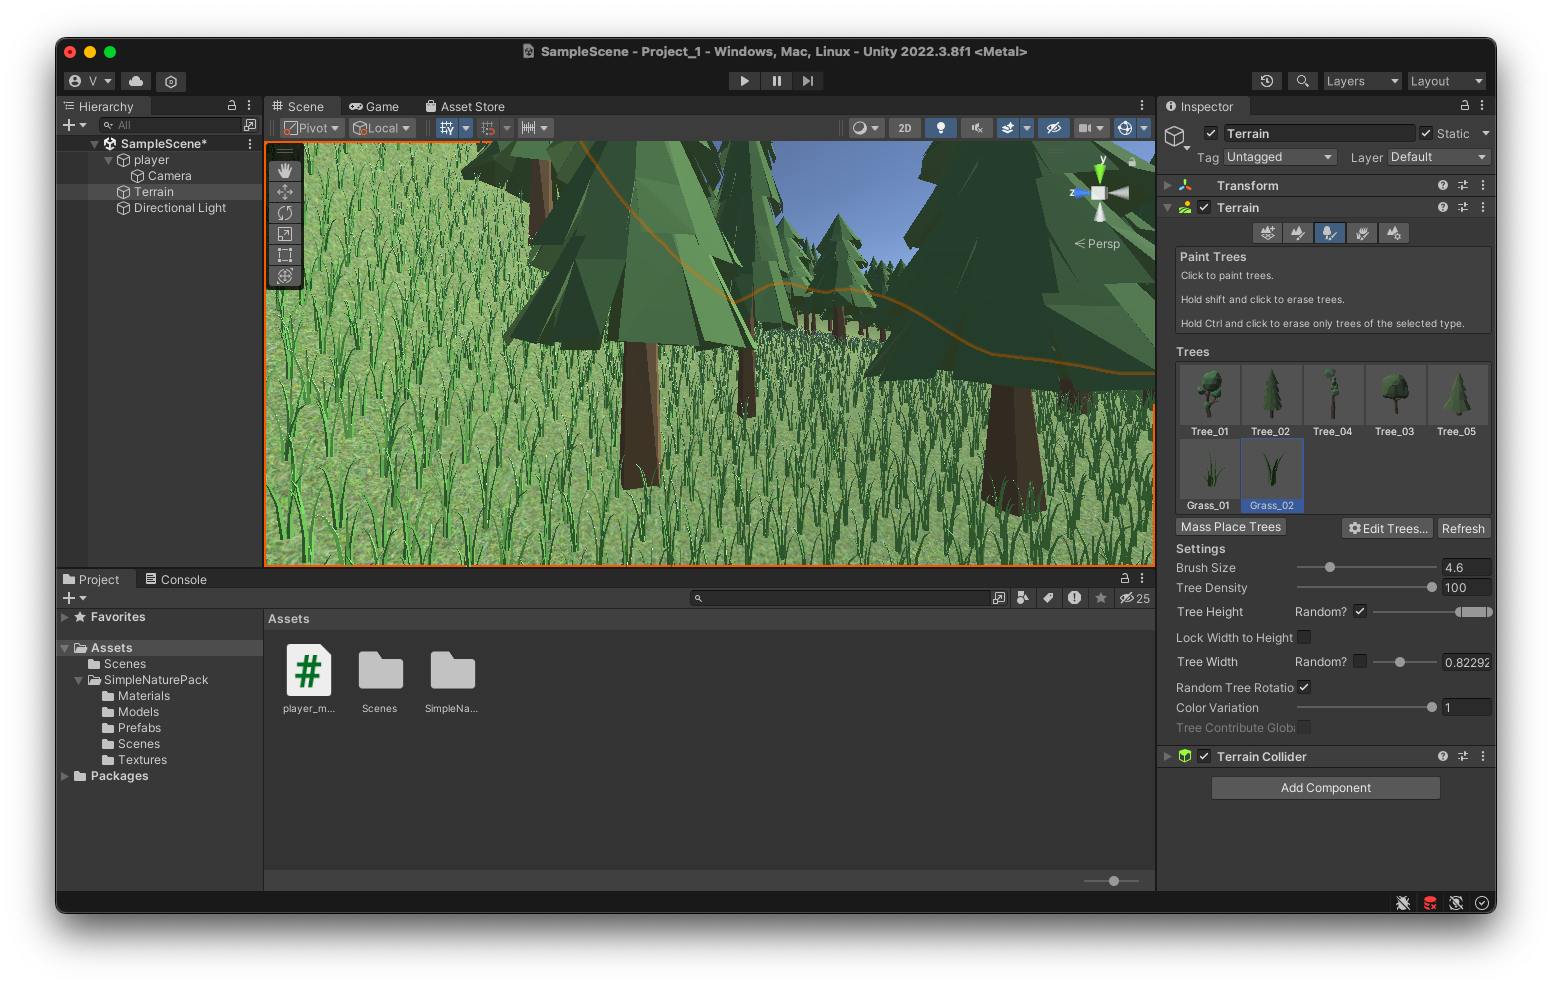 SampleScene - Project_1 - Windows, Mac, Linux - Unity 2022.3.8f1 <Metal>
V
Layers
Layout
Hierarchy
All
SampleScene*
player
Camera
Terrain
Directional Light
Scene
Game
Asset Store
Pivot
Local
2D
y
z
Persp
Inspector
Terrain
Static
Tag
Untagged
Layer
Default
Transform
Terrain
Paint Trees
Click to paint trees.
Hold shift and click to erase trees.
Hold Ctrl and click to erase only trees of the selected type.
Trees
Tree_01
Tree_02
Tree_04
Tree_03
Tree_05
Grass_01
Grass_02
Mass Place Trees
Edit Trees...
Refresh
Settings
Brush Size
4.6
Tree Density
100
Tree Height
Random?
Lock Width to Height
Tree Width
Random?
0.82292
Random Tree Rotatio
Color Variation
1
Tree Contribute Globa
Terrain Collider
Add Component
Project
Console
25
Favorites
Assets
Scenes
SimpleNaturePack
Materials
Models
Prefabs
Scenes
Textures
Packages
Assets
player_m...
Scenes
SimpleNa...